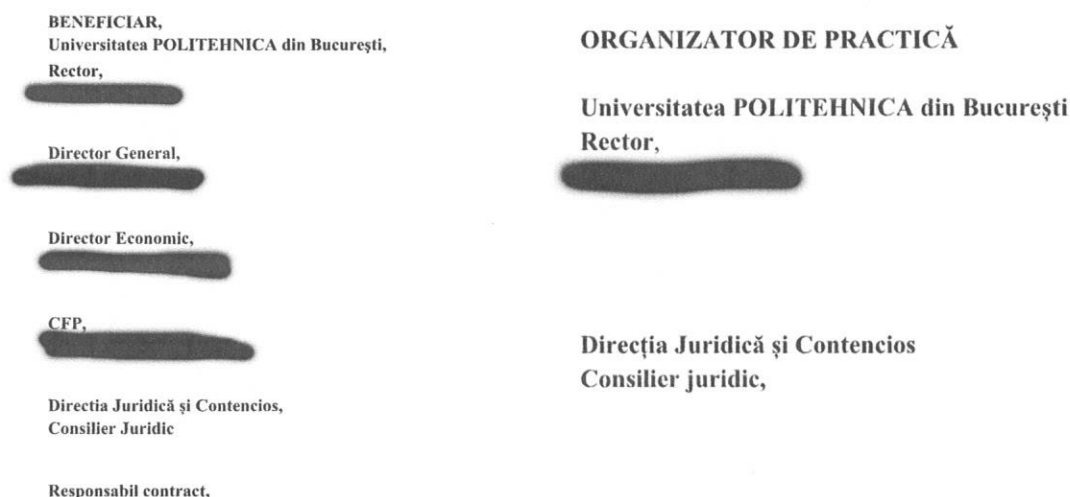 BENEFICIAR,
Universitatea POLITEHNICA din București,
Rector,
Director General,
Director Economic,
CFP,
Directia Juridică și Contencios,
Consilier Juridic
Responsabil contract,
ORGANIZATOR DE PRACTICĂ
Universitatea POLITEHNICA din București
Rector,
Direcția Juridică și Contencios
Consilier juridic,